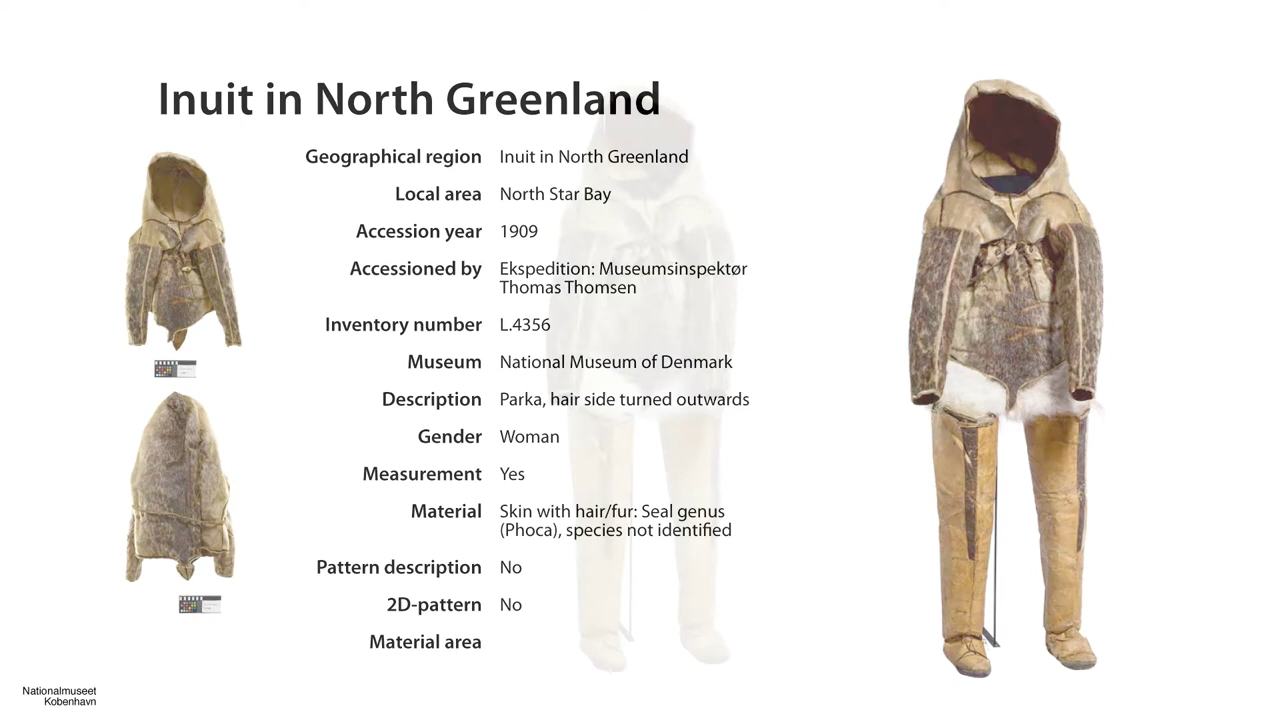 Inuit in North Greenland
Geographical region Inuit in North Greenland
Local area North Star Bay
Accession year 1909
Accessioned by Ekspedition: Museumsinspektør
Thomas Thomsen
Inventory number L.4356
Museum National Museum of Denmark
Description Parka, hair side turned outwards
Gender Woman
Measurement Yes
Material Skin with hair/fur: Seal genus
(Phoca), species not identified
Pattern description No
2D-pattern No
Material area
Nationalmuseet
Kobenhavn